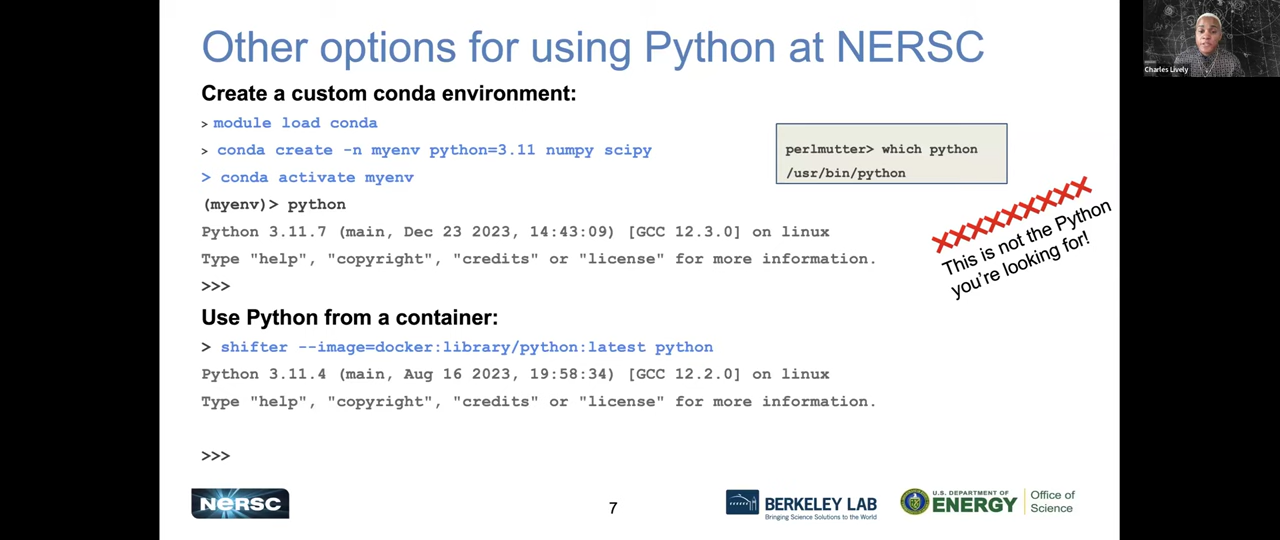 Other options for using Python at NERSC
Charles Lively
Create a custom conda environment:
> module load conda
> conda create -n myenv python=3.11 numpy scipy
> conda activate myenv
(myenv)> python
Python 3.11.7 (main, Dec 23 2023, 14:43:09) [GCC 12.3.0] on linux
Type "help", "copyright", "credits" or "license" for more information.
>>>
perlmutter> which python
/usr/bin/python
XXXXXXXXX
This is not the Python
you're looking for!
Use Python from a container:
> shifter --image=docker:library/python:latest python
Python 3.11.4 (main, Aug 16 2023, 19:58:34) [GCC 12.2.0] on linux
Type "help", "copyright", "credits" or "license" for more information.
>>>
NERSC
7
BERKELEY LAB
Bringing Science Solutions to the World
U.S. DEPARTMENT OF
ENERGY
Office of
Science